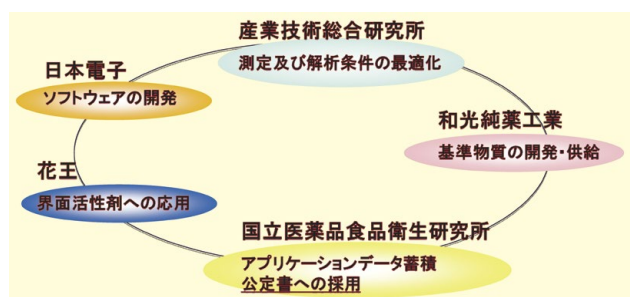 産業技術総合研究所
測定及び解析条件の最適化
日本電子
ソフトウェアの開発
和光純薬工業
基準物質の開発・供給
花王
界面活性剤への応用
国立医薬品食品衛生研究所
アプリケーションデータ蓄積
公定書への採用